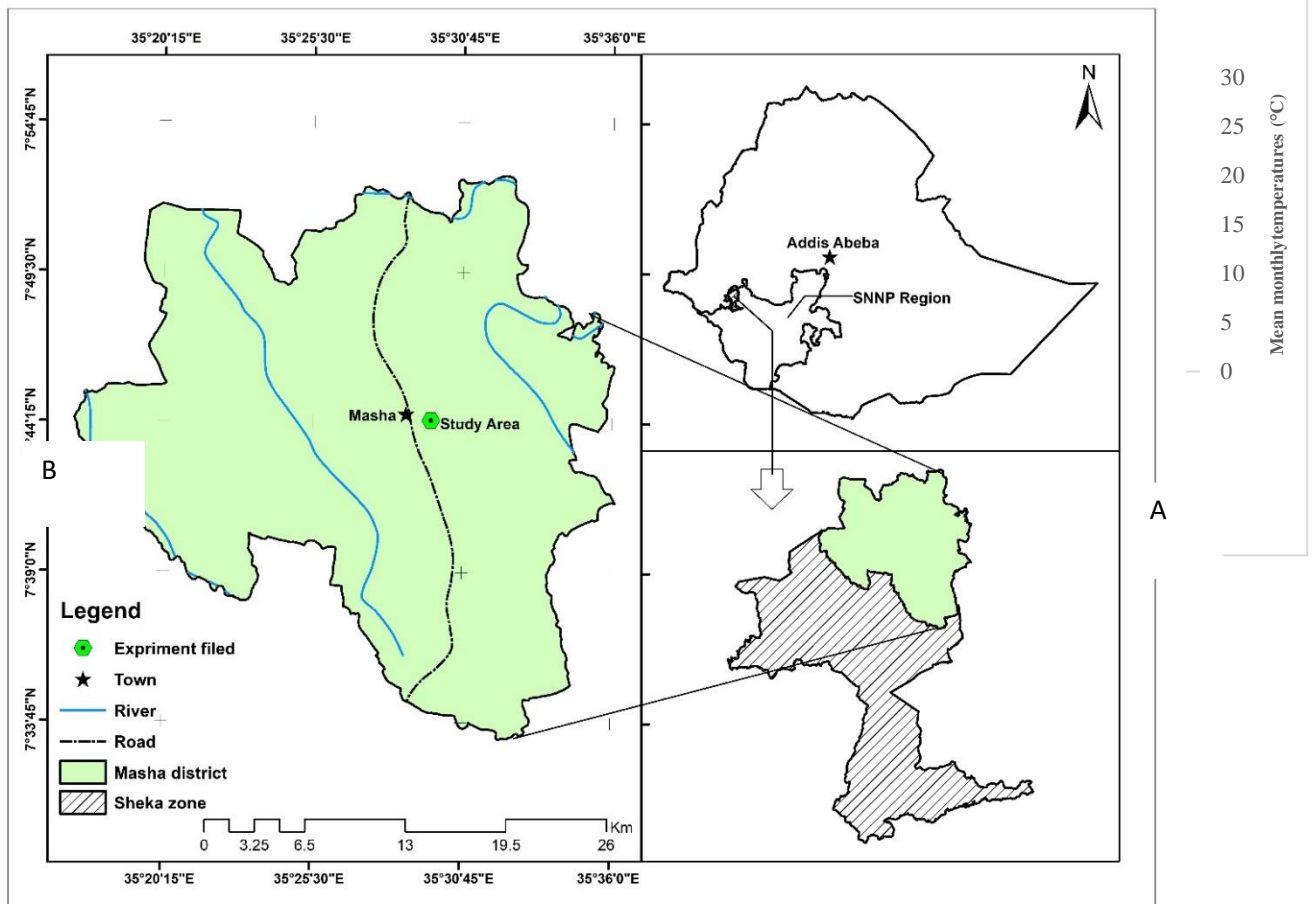 35°20'15"E 35°25'30"E 35°30'45"E 35°36'0"E
7°54'45"N
7°49'30"N
7°44'15"N
7°39'0"N
7°33'45"N
Masha
Study Area
B
Legend
Expriment filed
Town
River
Road
Masha district
Sheka zone
0 3.25 6.5 13 19.5 26
Km
35°20'15"E 35°25'30"E 35°30'45"E 35°36'0"E
N
Addis Abeba
SNNP Region
A
30
25
20
15
10
5
0
Mean monthlytemperatures (°C)